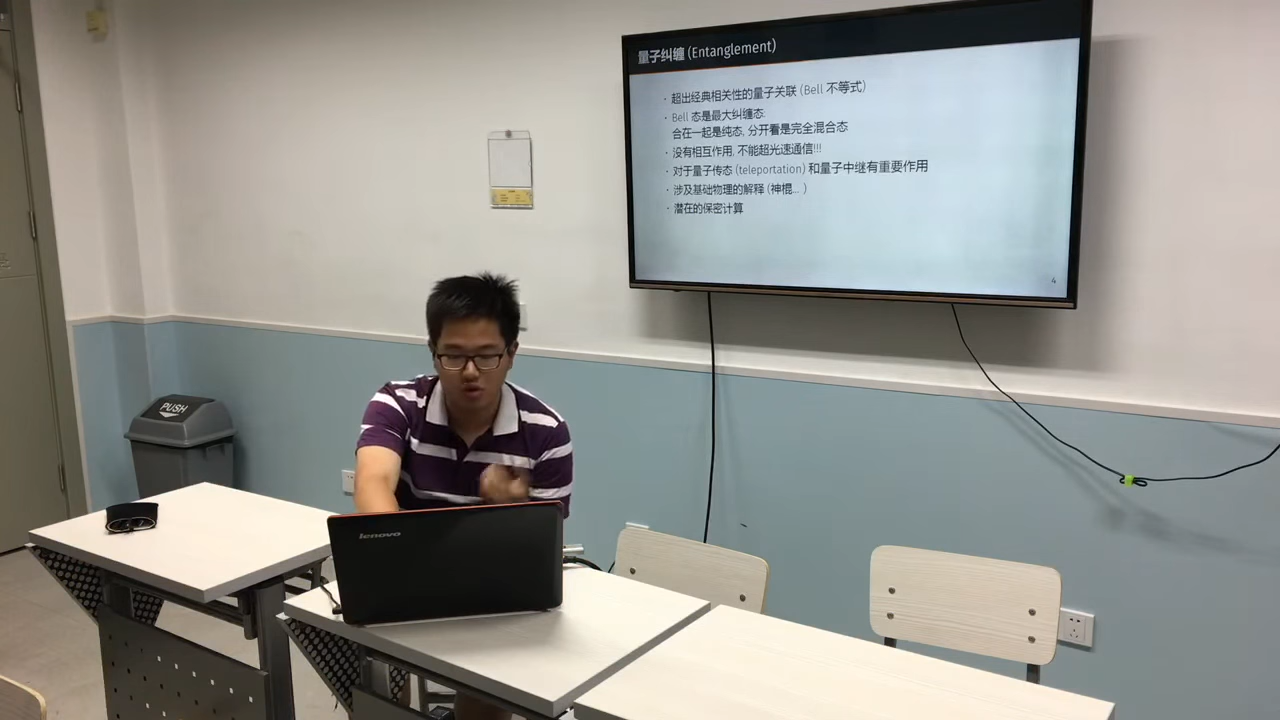 量子纠缠 (Entanglement)
· 超出经典相关性的量子关联 (Bell 不等式)
· Bell 态是最大纠缠态.
合在一起是纯态, 分开看是完全混合态
· 没有相互作用, 不能超光速通信!!!
· 对于量子传态 (teleportation) 和量子中继有重要作用
· 涉及基础物理的解释 (神棍... )
· 潜在的保密计算
4
PUSH
lenovo